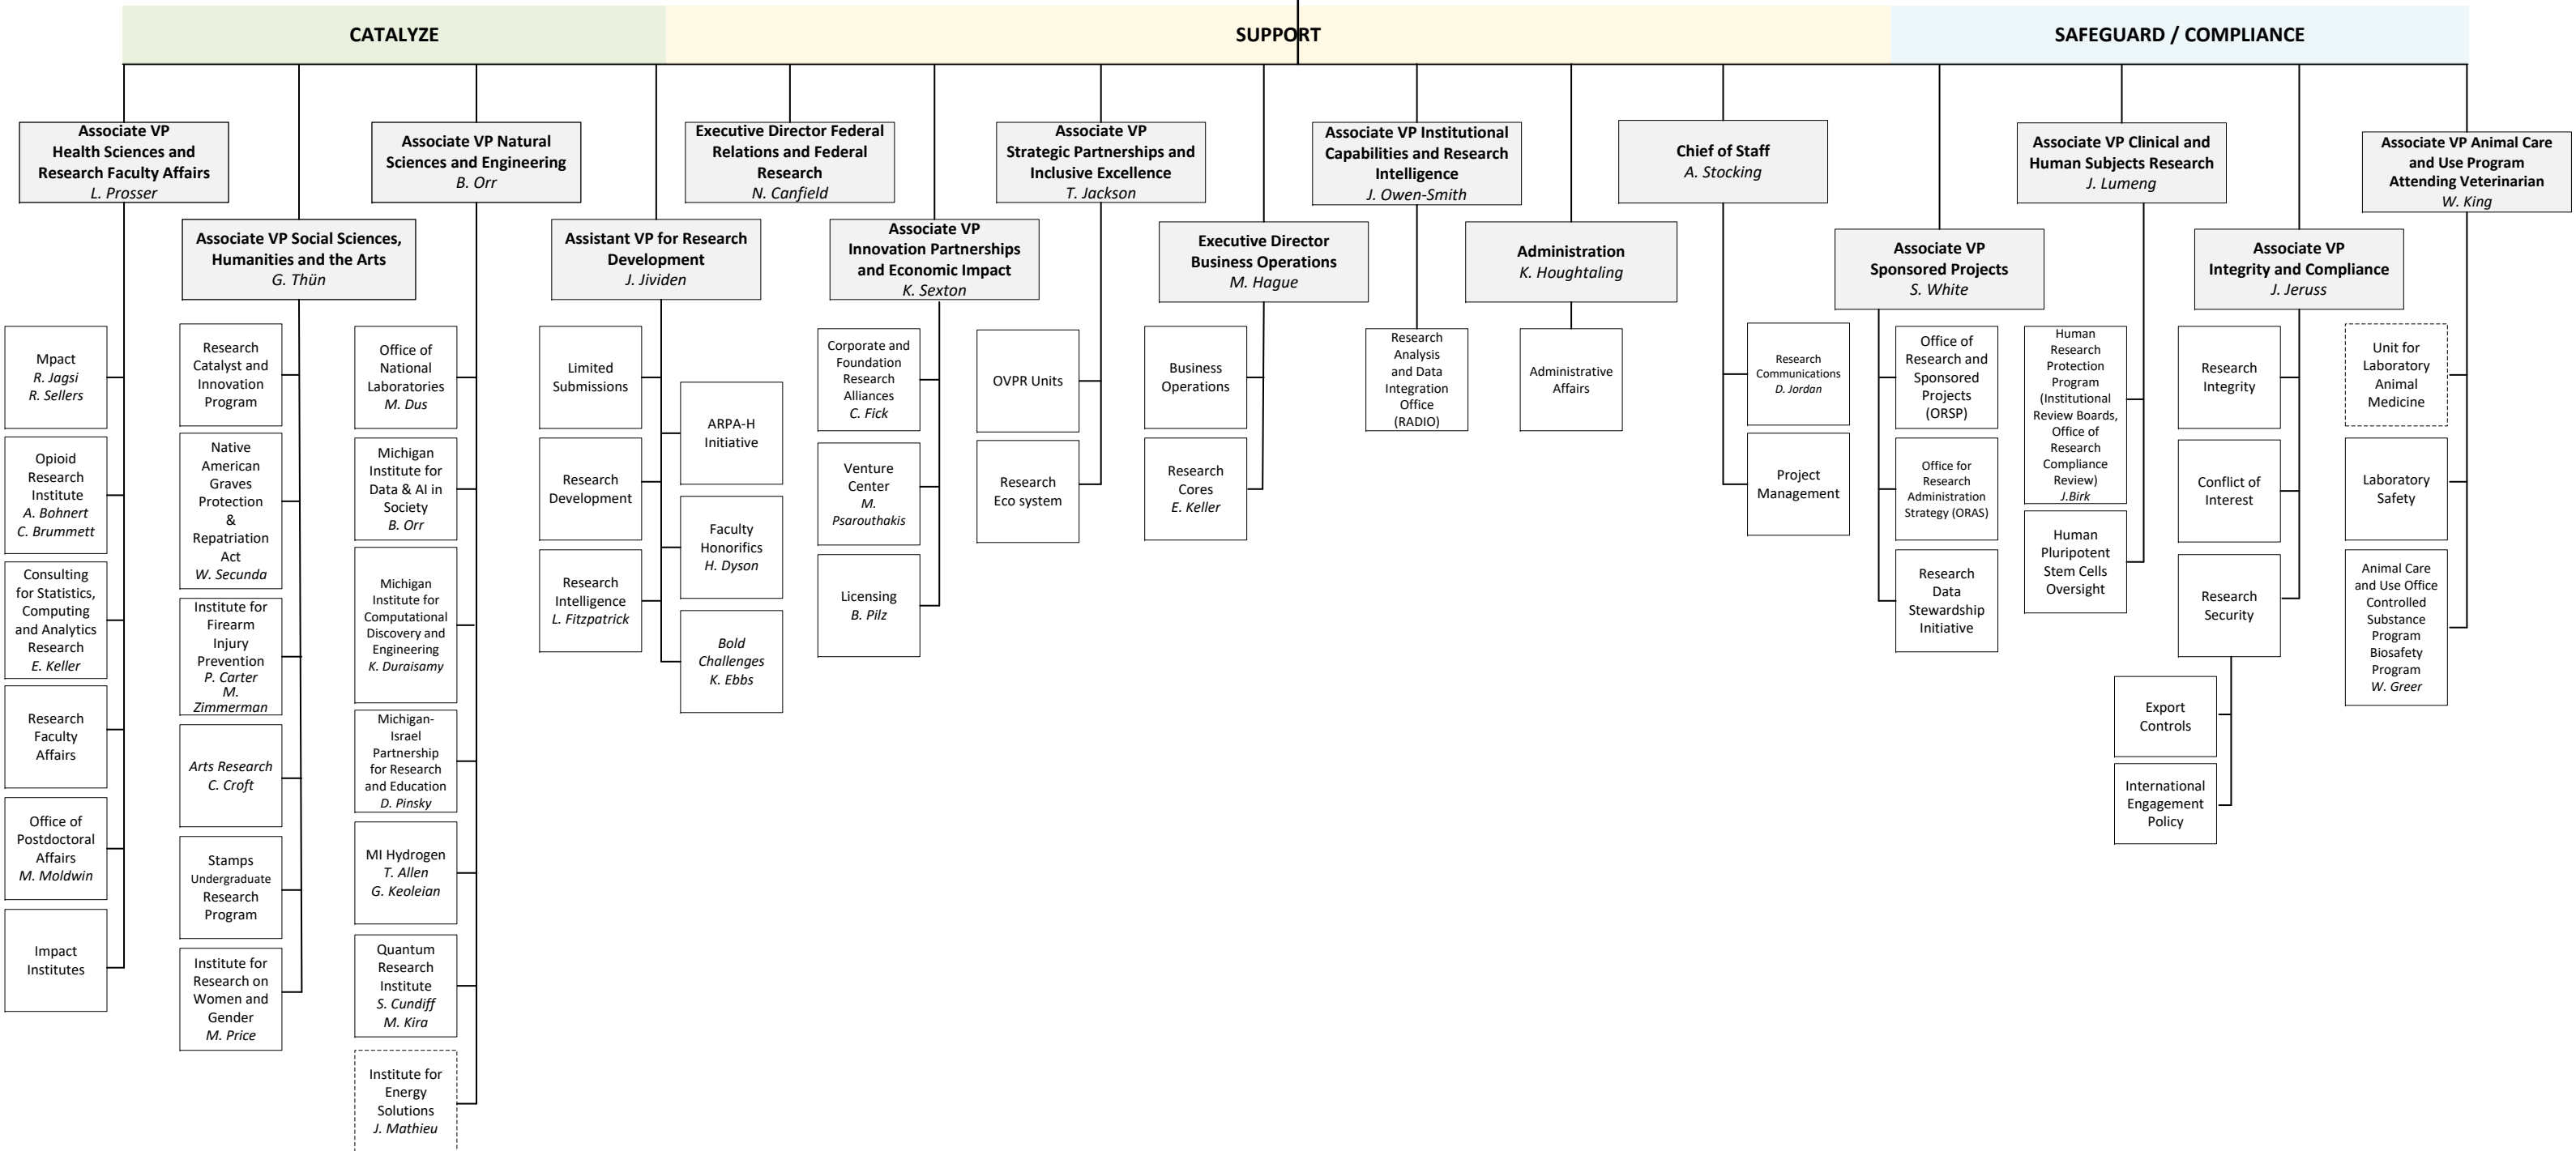 CATALYZE
SUPPORT
SAFEGUARD / COMPLIANCE
Associate VP
Health Sciences and
Research Faculty Affairs
L. Prosser
Associate VP Natural
Sciences and Engineering
B. Orr
Executive Director Federal
Relations and Federal
Research
N. Canfield
Associate VP
Strategic Partnerships and
Inclusive Excellence
T. Jackson
Associate VP Institutional
Capabilities and Research
Intelligence
J. Owen-Smith
Chief of Staff
A. Stocking
Associate VP Clinical and
Human Subjects Research
J. Lumeng
Associate VP Animal Care
and Use Program
Attending Veterinarian
W. King
Associate VP Social Sciences,
Humanities and the Arts
G. Thün
Assistant VP for Research
Development
J. Jividen
Associate VP
Innovation Partnerships
and Economic Impact
K. Sexton
Executive Director
Business Operations
M. Hague
Administration
K. Houghtaling
Associate VP
Sponsored Projects
S. White
Associate VP
Integrity and Compliance
J. Jeruss
Mpact
R. Jagsi
R. Sellers
Opioid
Research
Institute
A. Bohnert
C. Brummett
Consulting
for Statistics,
Computing
and Analytics
Research
E. Keller
Research
Faculty
Affairs
Office of
Postdoctoral
Affairs
M. Moldwin
Impact
Institutes
Research
Catalyst and
Innovation
Program
Native
American
Graves
Protection
&
Repatriation
Act
W. Secunda
Institute for
Firearm
Injury
Prevention
P. Carter
M.
Zimmerman
Arts Research
C. Croft
Stamps
Undergraduate
Research
Program
Institute for
Research on
Women and
Gender
M. Price
Office of
National
Laboratories
M. Dus
Michigan
Institute for
Data & AI in
Society
B. Orr
Michigan
Institute for
Computational
Discovery and
Engineering
K. Duraisamy
Michigan-
Israel
Partnership
for Research
and Education
D. Pinsky
MI Hydrogen
T. Allen
G. Keoleian
Quantum
Research
Institute
S. Cundiff
M. Kira
Institute for
Energy
Solutions
J. Mathieu
Limited
Submissions
Research
Development
Research
Intelligence
L. Fitzpatrick
ARPA-H
Initiative
Faculty
Honorifics
H. Dyson
Bold
Challenges
K. Ebbs
Corporate and
Foundation
Research
Alliances
C. Fick
Venture
Center
M.
Psarouthakis
Licensing
B. Pilz
OVPR Units
Research
Eco system
Business
Operations
Research
Cores
E. Keller
Research
Analysis
and Data
Integration
Office
(RADIO)
Administrative
Affairs
Research
Communications
D. Jordan
Project
Management
Office of
Research and
Sponsored
Projects
(ORSP)
Office for
Research
Administration
Strategy (ORAS)
Research
Data
Stewardship
Initiative
Human
Research
Protection
Program
(Institutional
Review Boards,
Office of
Research
Compliance
Review)
J.Birk
Human
Pluripotent
Stem Cells
Oversight
Research
Integrity
Conflict of
Interest
Research
Security
Export
Controls
International
Engagement
Policy
Unit for
Laboratory
Animal
Medicine
Laboratory
Safety
Animal Care
and Use Office
Controlled
Substance
Program
Biosafety
Program
W. Greer